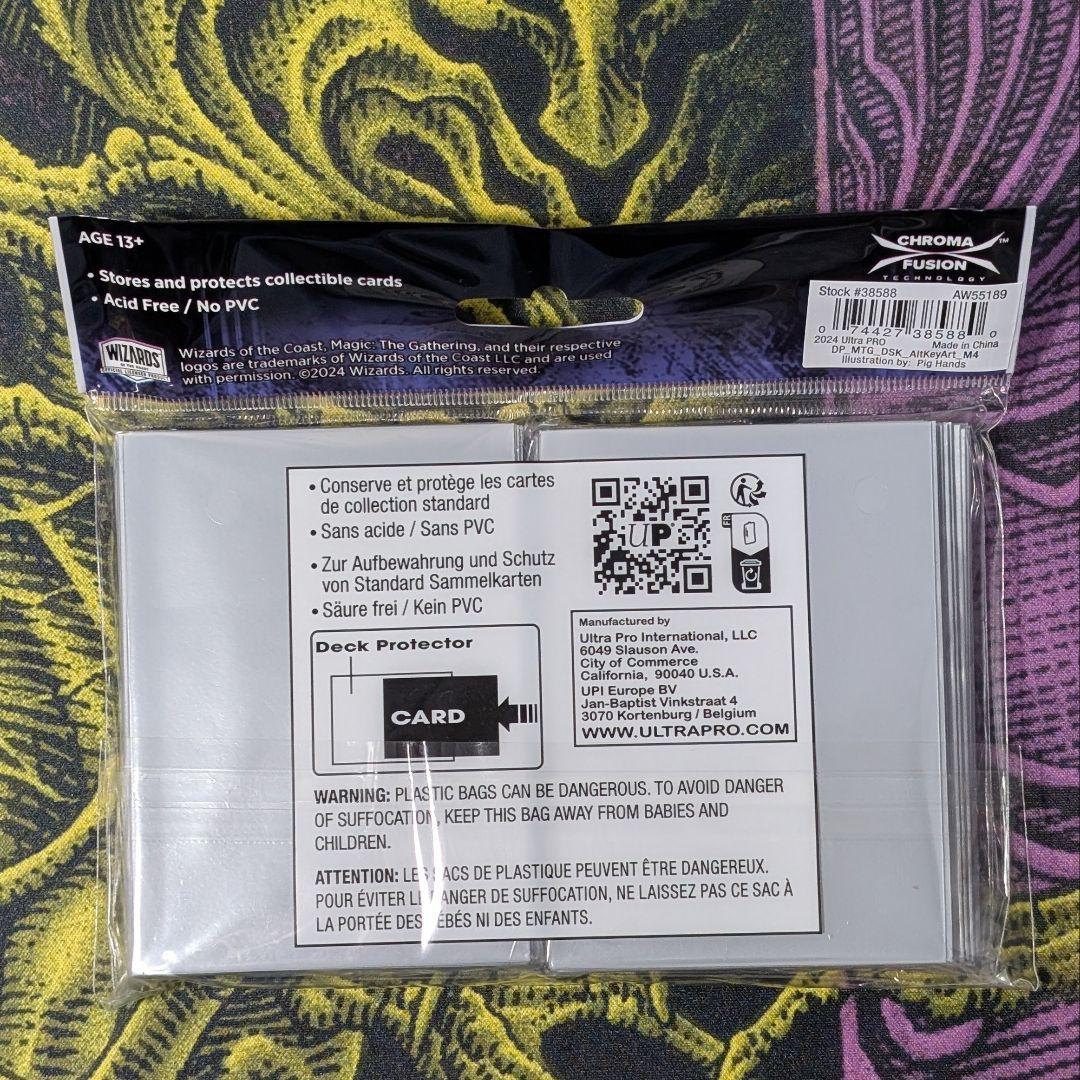 AGE 13+
• Stores and protects collectible cards
• Acid Free / No PVC
CHROMA
FUSION
TECHNOLOGY
TM
Stock #38588 AW55189
0 74427 38588 0
2024 Ultra PRO Made in China
DP_MTG_DSK_AltKeyArt_M4
Illustration by: Pig Hands
WIZARDS
OFFICIAL LICENSED PRODUCT
Wizards of the Coast, Magic: The Gathering, and their respective
logos are trademarks of Wizards of the Coast LLC and are used
with permission. ©2024 Wizards. All rights reserved.
• Conserve et protège les cartes
de collection standard
• Sans acide / Sans PVC
• Zur Aufbewahrung und Schutz
von Standard Sammelkarten
• Säure frei / Kein PVC
UP
FR
Deck Protector
CARD
Manufactured by
Ultra Pro International, LLC
6049 Slauson Ave.
City of Commerce
California, 90040 U.S.A.
UPI Europe BV
Jan-Baptist Vinkstraat 4
3070 Kortenburg / Belgium
WWW.ULTRAPRO.COM
WARNING: PLASTIC BAGS CAN BE DANGEROUS. TO AVOID DANGER
OF SUFFOCATION, KEEP THIS BAG AWAY FROM BABIES AND
CHILDREN.
ATTENTION: LES SACS DE PLASTIQUE PEUVENT ÊTRE DANGEREUX.
POUR ÉVITER LE DANGER DE SUFFOCATION, NE LAISSEZ PAS CE SAC À
LA PORTÉE DES BÉBÉS NI DES ENFANTS.